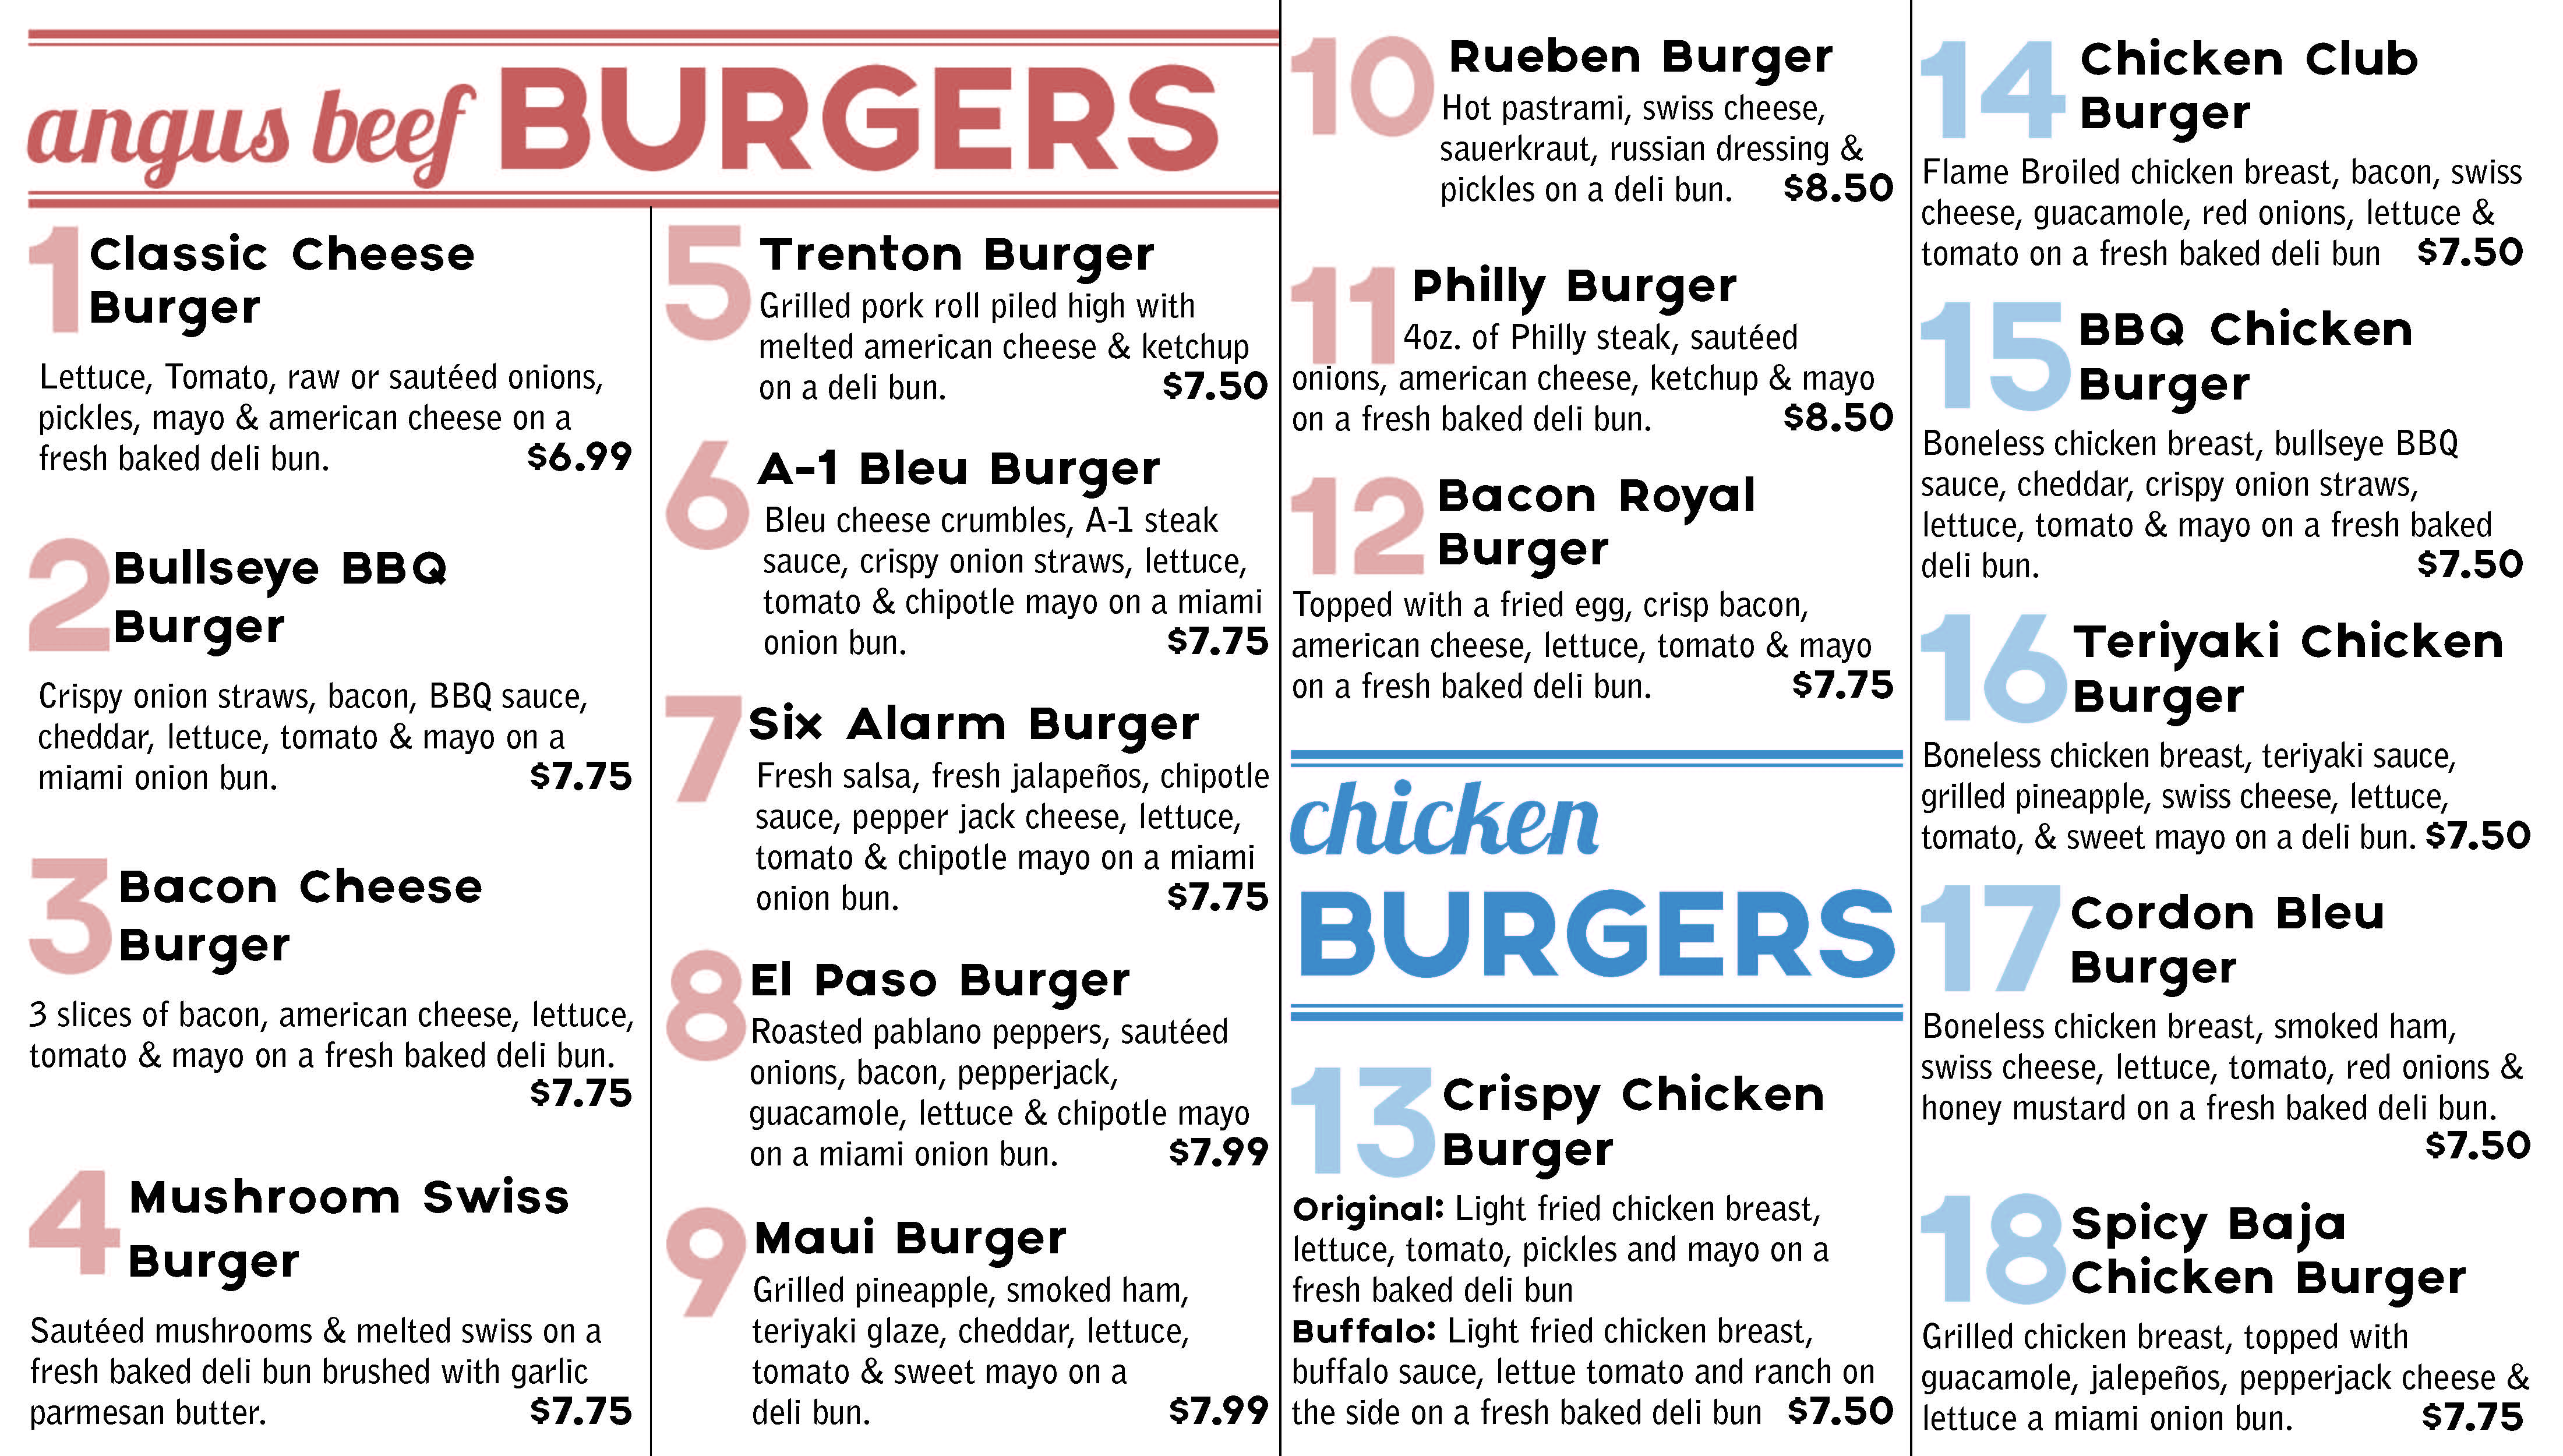 angus beef BURGERS
1 Classic Cheese
Burger
Lettuce, Tomato, raw or sautéed onions,
pickles, mayo & american cheese on a
fresh baked deli bun. $6.99
2 Bullseye BBQ
Burger
Crispy onion straws, bacon, BBQ sauce,
cheddar, lettuce, tomato & mayo on a
miami onion bun. $7.75
3 Bacon Cheese
Burger
3 slices of bacon, american cheese, lettuce,
tomato & mayo on a fresh baked deli bun.
$7.75
4 Mushroom Swiss
Burger
Sautéed mushrooms & melted swiss on a
fresh baked deli bun brushed with garlic
parmesan butter. $7.75
5 Trenton Burger
Grilled pork roll piled high with
melted american cheese & ketchup
on a deli bun. $7.50
6 A-1 Bleu Burger
Bleu cheese crumbles, A-1 steak
sauce, crispy onion straws, lettuce,
tomato & chipotle mayo on a miami
onion bun. $7.75
7 Six Alarm Burger
Fresh salsa, fresh jalapeños, chipotle
sauce, pepper jack cheese, lettuce,
tomato & chipotle mayo on a miami
onion bun. $7.75
8 El Paso Burger
Roasted pablano peppers, sautéed
onions, bacon, pepperjack,
guacamole, lettuce & chipotle mayo
on a miami onion bun. $7.99
9 Maui Burger
Grilled pineapple, smoked ham,
teriyaki glaze, cheddar, lettuce,
tomato & sweet mayo on a
deli bun. $7.99
10 Rueben Burger
Hot pastrami, swiss cheese,
sauerkraut, russian dressing &
pickles on a deli bun. $8.50
11 Philly Burger
4oz. of Philly steak, sautéed
onions, american cheese, ketchup & mayo
on a fresh baked deli bun. $8.50
12 Bacon Royal
Burger
Topped with a fried egg, crisp bacon,
american cheese, lettuce, tomato & mayo
on a fresh baked deli bun. $7.75
chicken
BURGERS
13 Crispy Chicken
Burger
Original: Light fried chicken breast,
lettuce, tomato, pickles and mayo on a
fresh baked deli bun
Buffalo: Light fried chicken breast,
buffalo sauce, lettue tomato and ranch on
the side on a fresh baked deli bun $7.50
14 Chicken Club
Burger
Flame Broiled chicken breast, bacon, swiss
cheese, guacamole, red onions, lettuce &
tomato on a fresh baked deli bun $7.50
15 BBQ Chicken
Burger
Boneless chicken breast, bullseye BBQ
sauce, cheddar, crispy onion straws,
lettuce, tomato & mayo on a fresh baked
deli bun. $7.50
16 Teriyaki Chicken
Burger
Boneless chicken breast, teriyaki sauce,
grilled pineapple, swiss cheese, lettuce,
tomato, & sweet mayo on a deli bun. $7.50
17 Cordon Bleu
Burger
Boneless chicken breast, smoked ham,
swiss cheese, lettuce, tomato, red onions &
honey mustard on a fresh baked deli bun.
$7.50
18 Spicy Baja
Chicken Burger
Grilled chicken breast, topped with
guacamole, jalepeños, pepperjack cheese &
lettuce a miami onion bun. $7.75